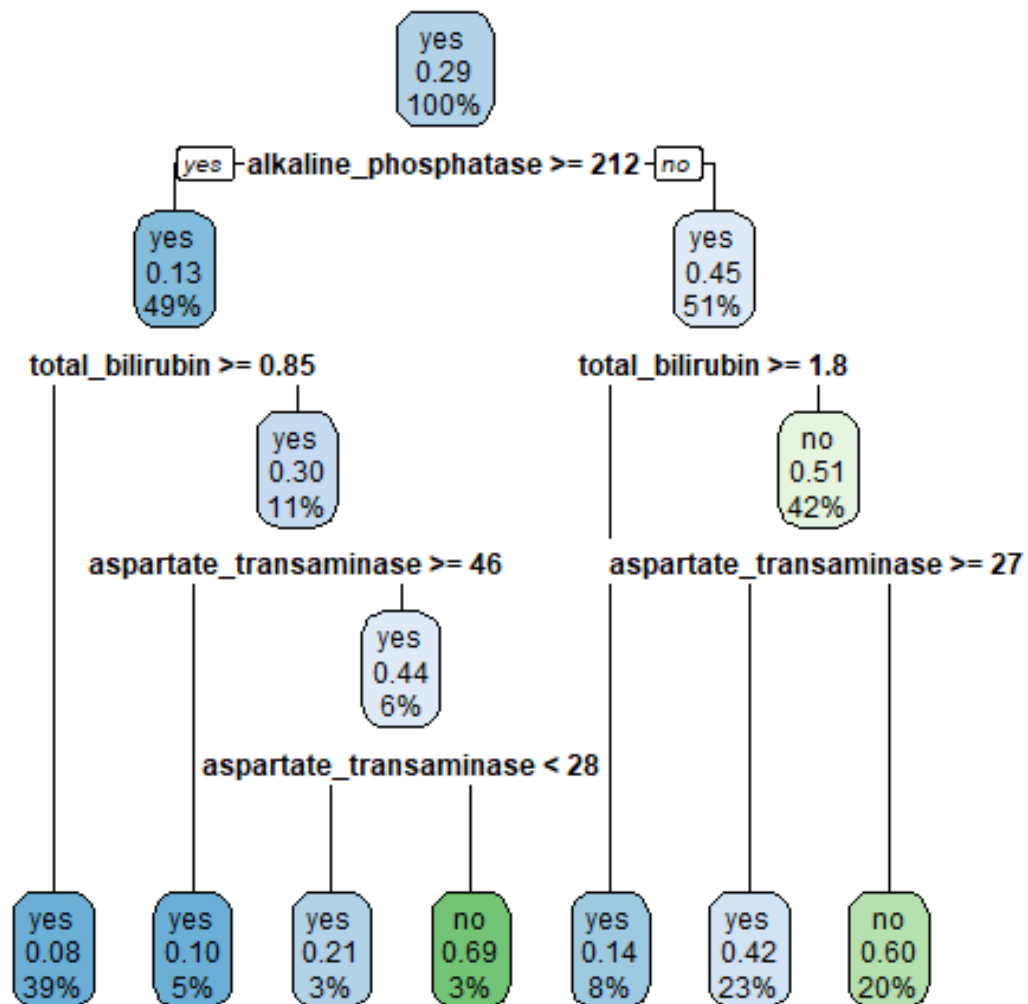 yes
0.29
100%
yes alkaline_phosphatase >= 212 no
yes
0.13
49%
yes
0.45
51%
total_bilirubin >= 0.85
total_bilirubin >= 1.8
yes
0.30
11%
no
0.51
42%
aspartate_transaminase >= 46
aspartate_transaminase >= 27
yes
0.44
6%
aspartate_transaminase < 28
yes
0.08
39%
yes
0.10
5%
yes
0.21
3%
no
0.69
3%
yes
0.14
8%
yes
0.42
23%
no
0.60
20%